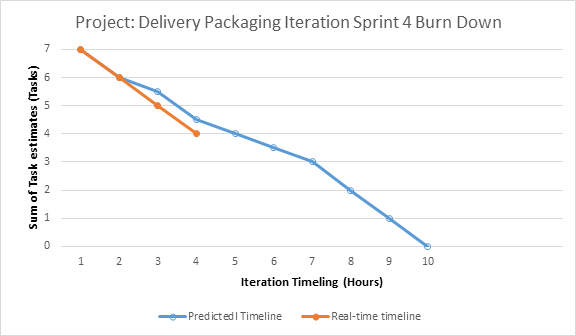 Project: Delivery Packaging Iteration Sprint 4 Burn Down
Sum of Task estimates (Tasks)
7
6
5
4
3
2
1
0
1 2 3 4 5 6 7 8 9 10
Iteration Timeling (Hours)
Predictedl Timeline Real-time timeline